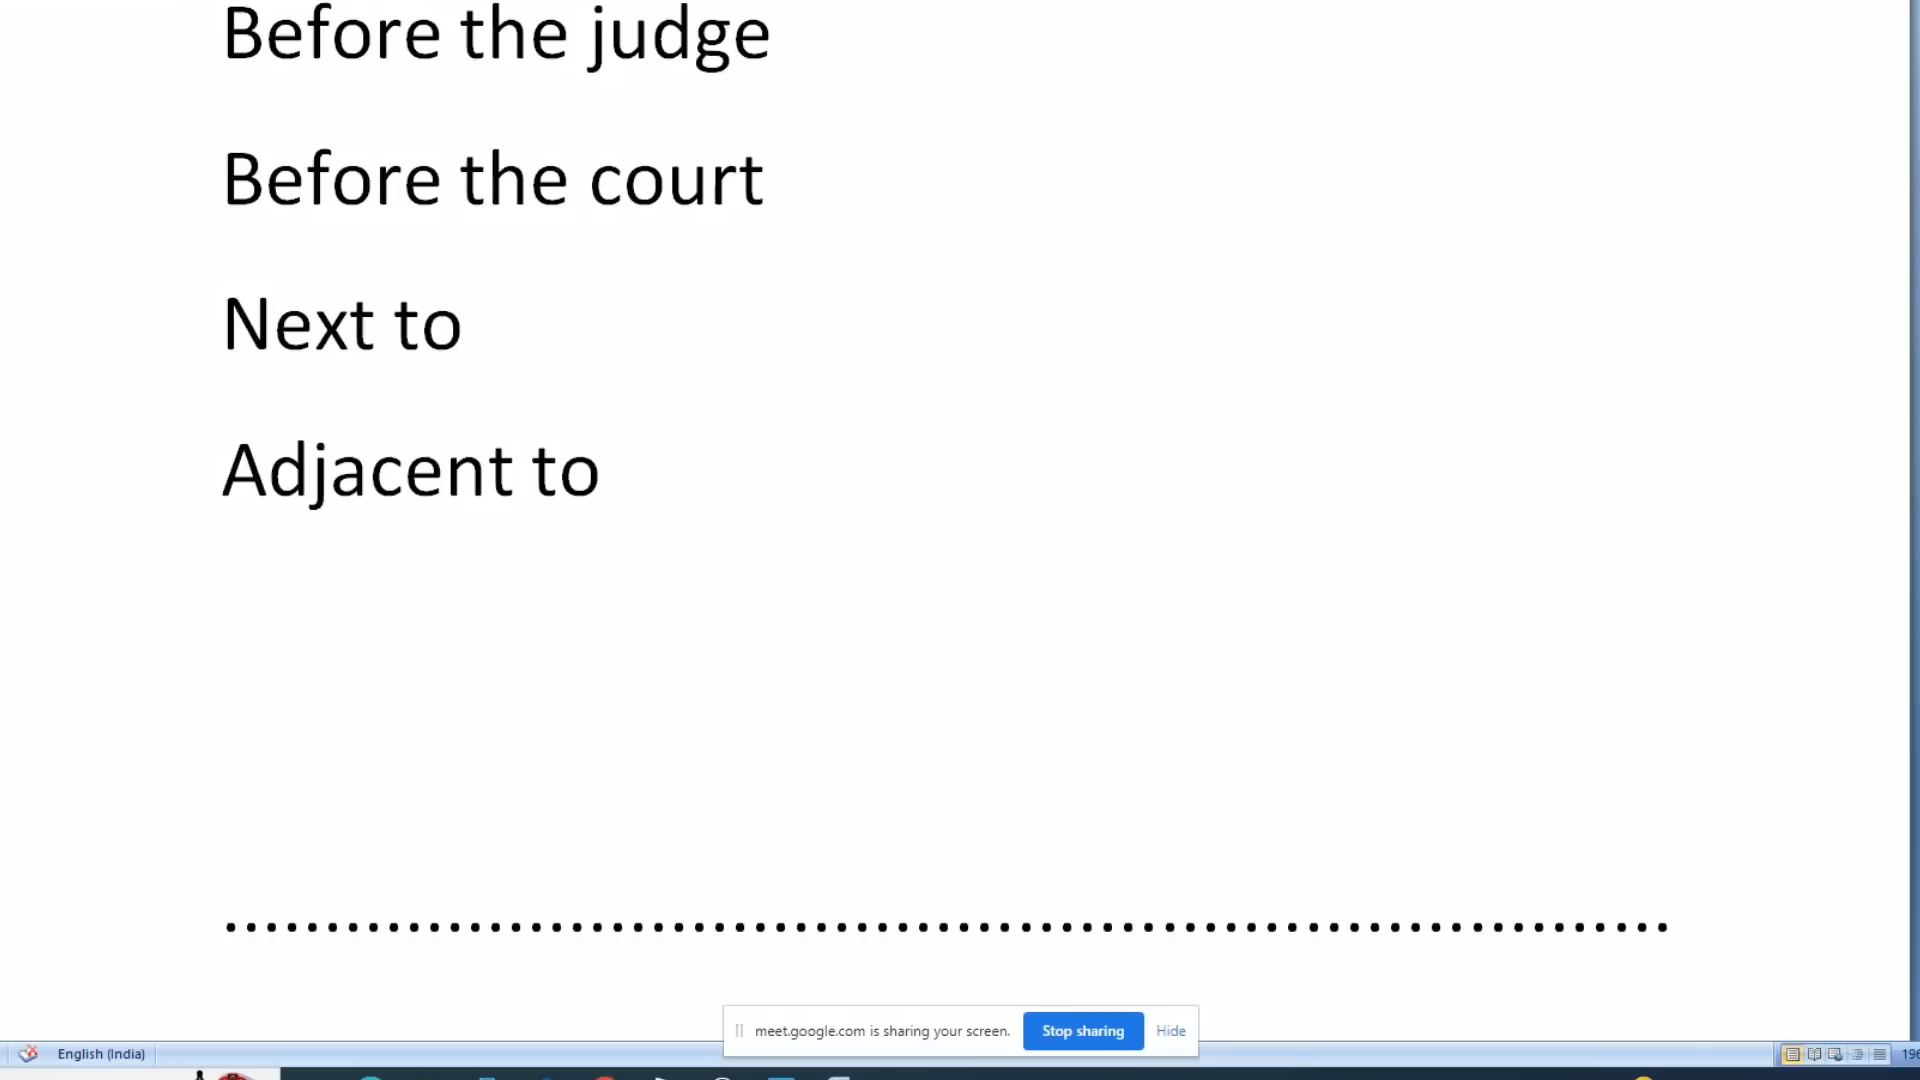 Before the judge
Before the court
Next to
Adjacent to
......................................................................
meet.google.com is sharing your screen. Stop sharing Hide
English (India)